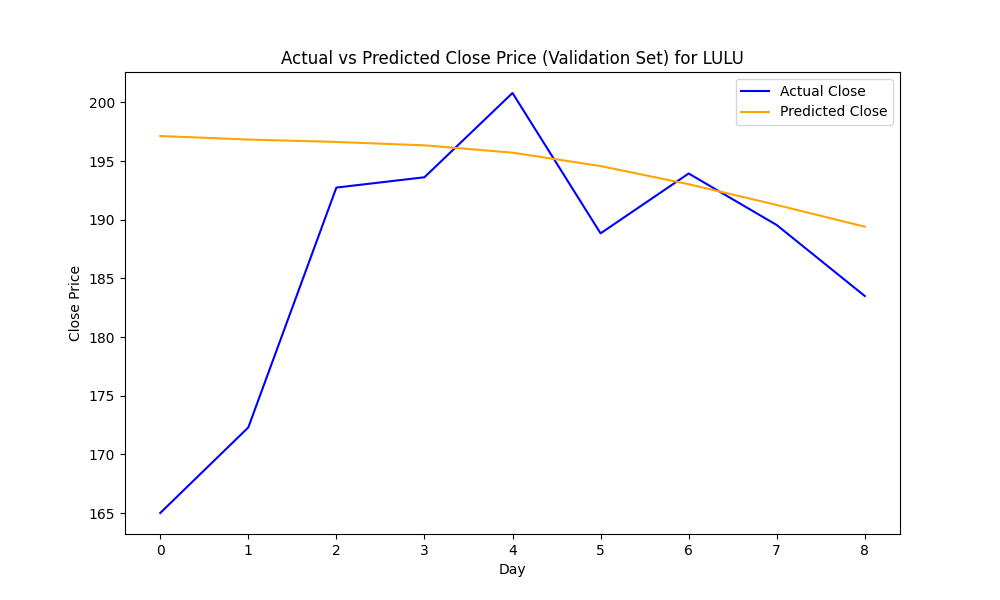 Actual vs Predicted Close Price (Validation Set) for LULU
Actual Close
Predicted Close
Close Price
200
195
190
185
180
175
170
165
0 1 2 3 4 5 6 7 8
Day